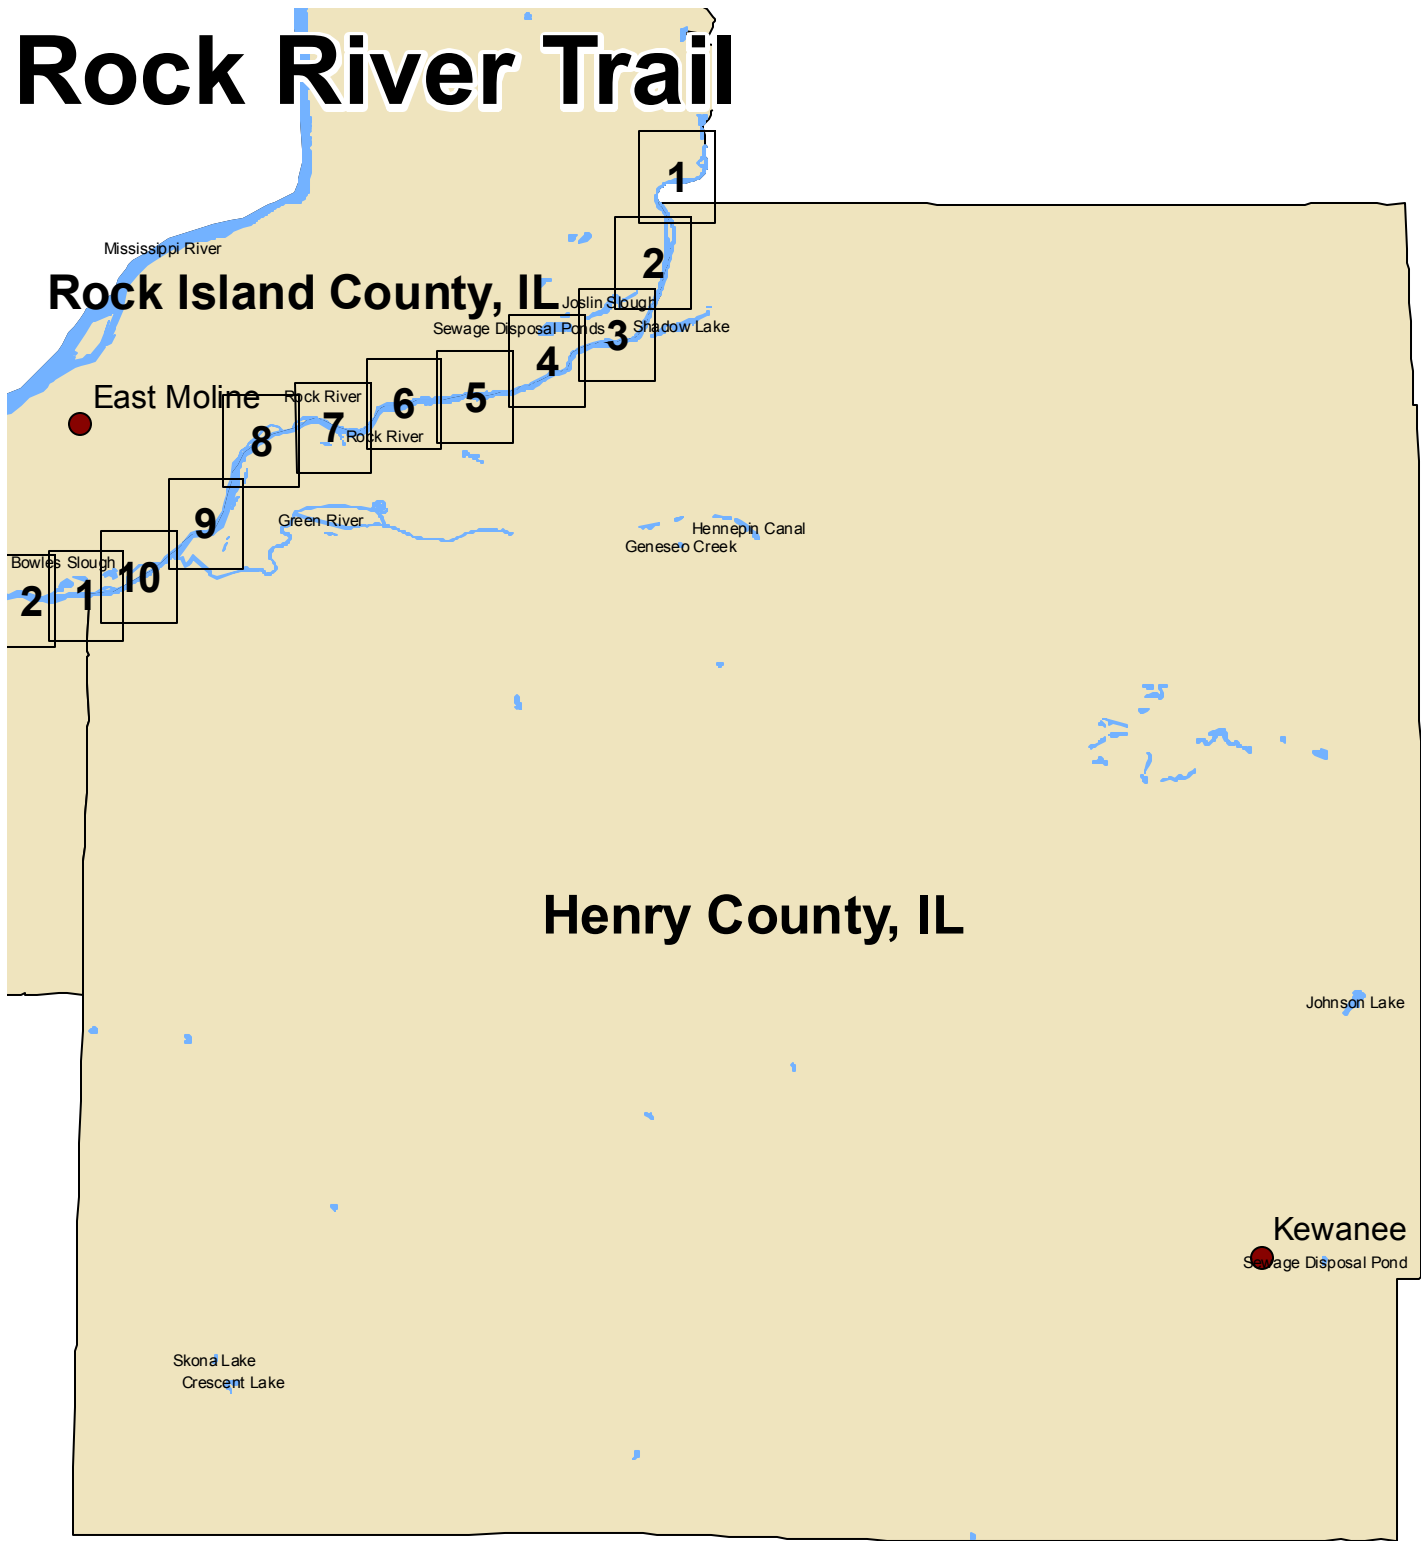 Rock River Trail
1
Mississippi River
2
Rock Island County, IL
Joslin Slough
Sewage Disposal Ponds
3
Shadow Lake
4
East Moline
Rock River
6
5
8
7
Rock River
9
Green River
Hennepin Canal
Geneseo Creek
Bowles Slough
10
2
1
Henry County, IL
Johnson Lake
Kewanee
Sewage Disposal Pond
Skona Lake
Crescent Lake